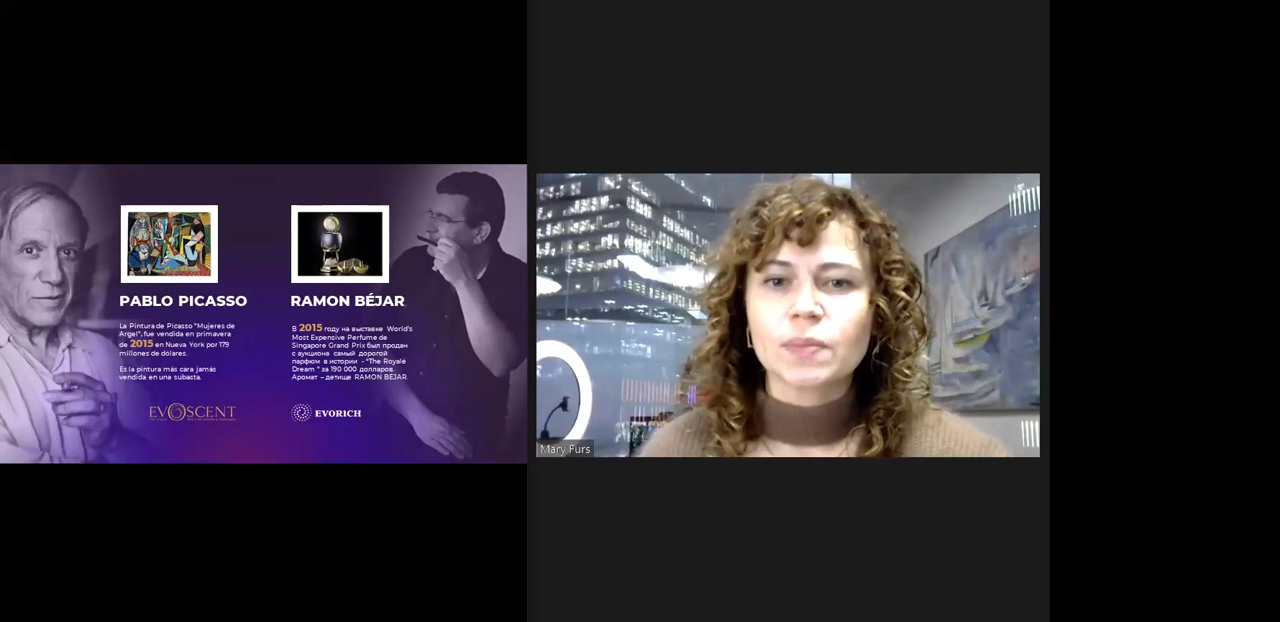 PABLO PICASSO
La Pintura de Picasso "Mujeres de
Argel", fue vendida en primavera
de 2015 en Nueva York por 179
millones de dólares.
Es la pintura más cara jamás
vendida en una subasta.
EVOSCENT
RAMON BÉJAR
В 2015 году на выставке World's
Most Expensive Perfume de
Singapore Grand Prix был продан
с аукциона самый дорогой
парфюм в истории - "The Royale
Dream " за 190 000 долларов.
Аромат – детище RAMON BEJAR.
EVORICH
Mary Furs